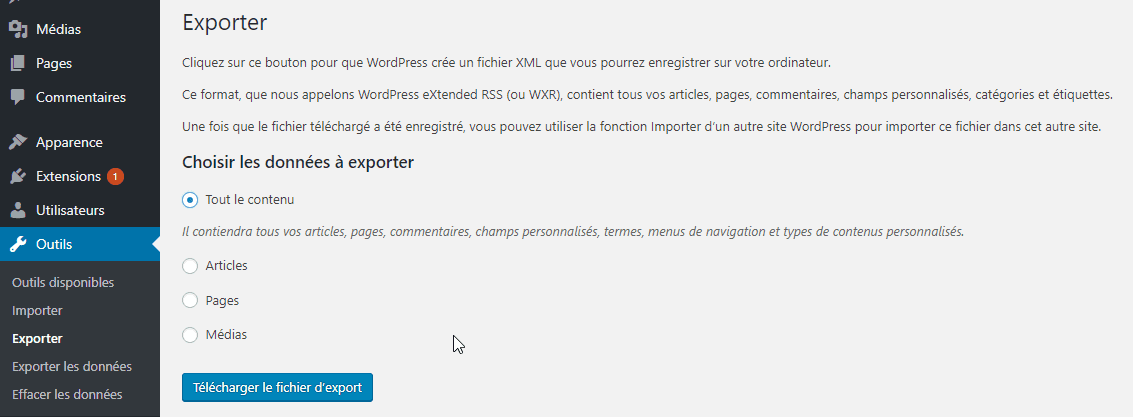 Médias
Pages
Commentaires
Apparence
Extensions 1
Utilisateurs
Outils
Outils disponibles
Importer
Exporter
Exporter les données
Effacer les données
Exporter
Cliquez sur ce bouton pour que WordPress crée un fichier XML que vous pourrez enregistrer sur votre ordinateur.
Ce format, que nous appelons WordPress eXtended RSS (ou WXR), contient tous vos articles, pages, commentaires, champs personnalisés, catégories et étiquettes.
Une fois que le fichier téléchargé a été enregistré, vous pouvez utiliser la fonction Importer d’un autre site WordPress pour importer ce fichier dans cet autre site.
Choisir les données à exporter
Tout le contenu
Il contiendra tous vos articles, pages, commentaires, champs personnalisés, termes, menus de navigation et types de contenus personnalisés.
Articles
Pages
Médias
Télécharger le fichier d’export